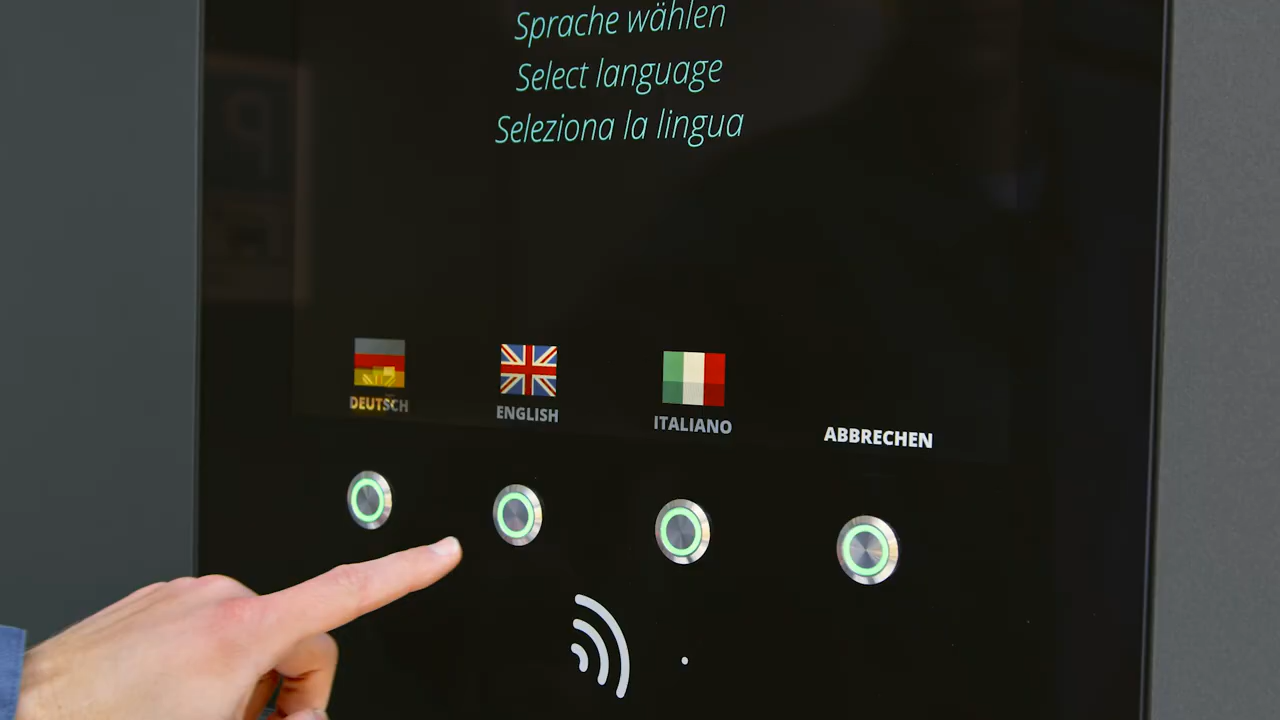 Sprache wählen
Select language
Seleziona la lingua
DEUTSCH
ENGLISH
ITALIANO
ABBRECHEN